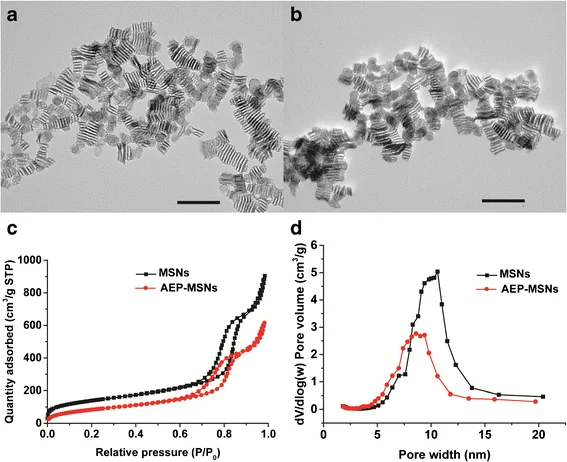 a
b
c
MSNs
AEP-MSNs
Quantity adsorbed (cm³/g STP)
1000
800
600
400
200
0
0.0 0.2 0.4 0.6 0.8 1.0
Relative pressure (P/P₀)
d
MSNs
AEP-MSNs
dV/dlog(w) Pore volume (cm³/g)
6
5
4
3
2
1
0
0 5 10 15 20
Pore width (nm)